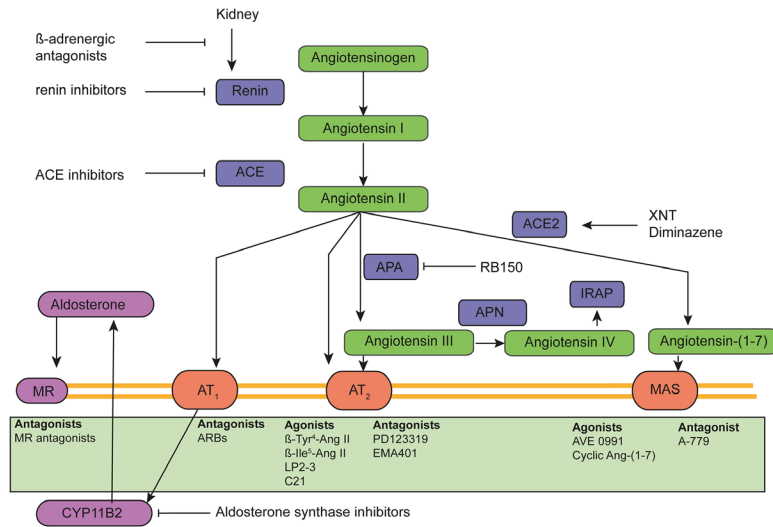 Kidney
ß-adrenergic
antagonists
Angiotensinogen
renin inhibitors
Renin
Angiotensin I
ACE inhibitors
ACE
Angiotensin II
ACE2
XNT
Diminazene
APA
RB150
Aldosterone
APN
IRAP
Angiotensin III
Angiotensin IV
Angiotensin-(1-7)
MR
AT1
AT2
MAS
Antagonists
MR antagonists
Antagonists
ARBs
Agonists
ß-Tyr⁴-Ang II
ß-Ile⁵-Ang II
LP2-3
C21
Antagonists
PD123319
EMA401
Agonists
AVE 0991
Cyclic Ang-(1-7)
Antagonist
A-779
CYP11B2
Aldosterone synthase inhibitors